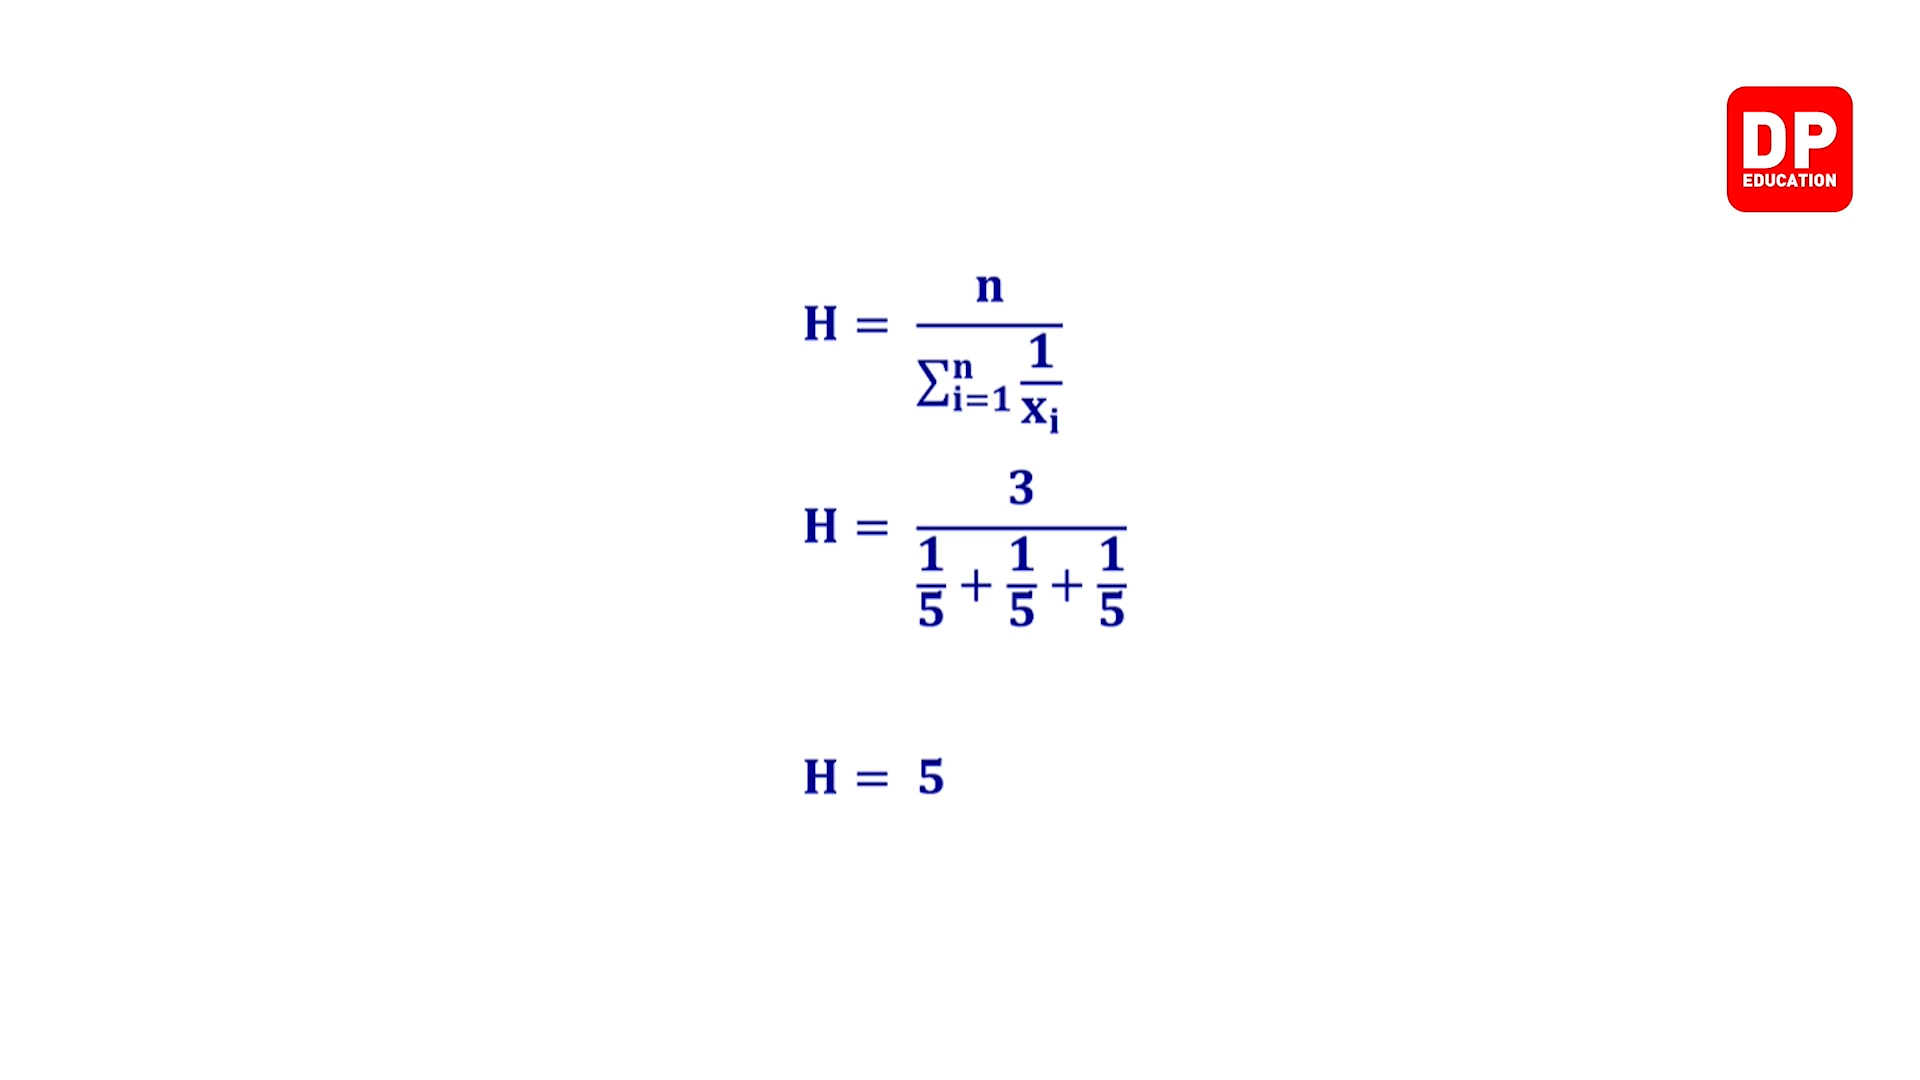 DP
EDUCATION
H = n / ∑ⁿᵢ₌₁ 1/xᵢ
H = 3 / 1/5 + 1/5 + 1/5
H = 5